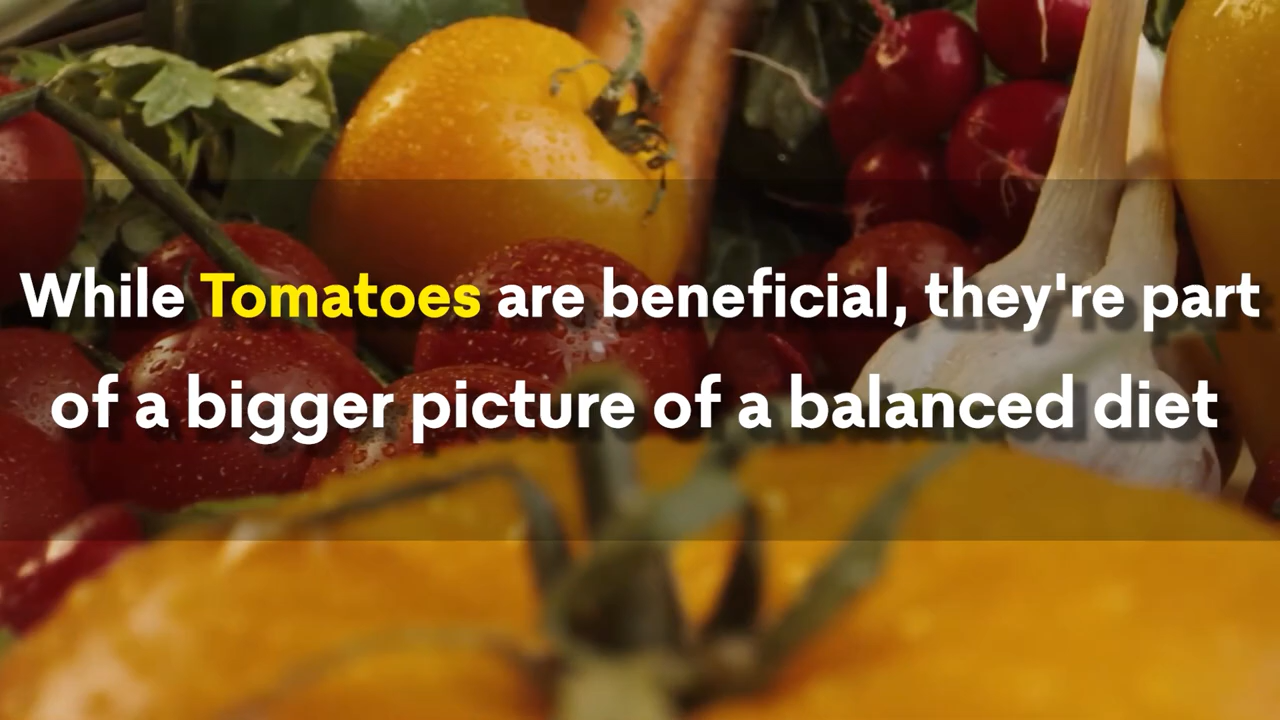 While Tomatoes are beneficial, they're part
of a bigger picture of a balanced diet